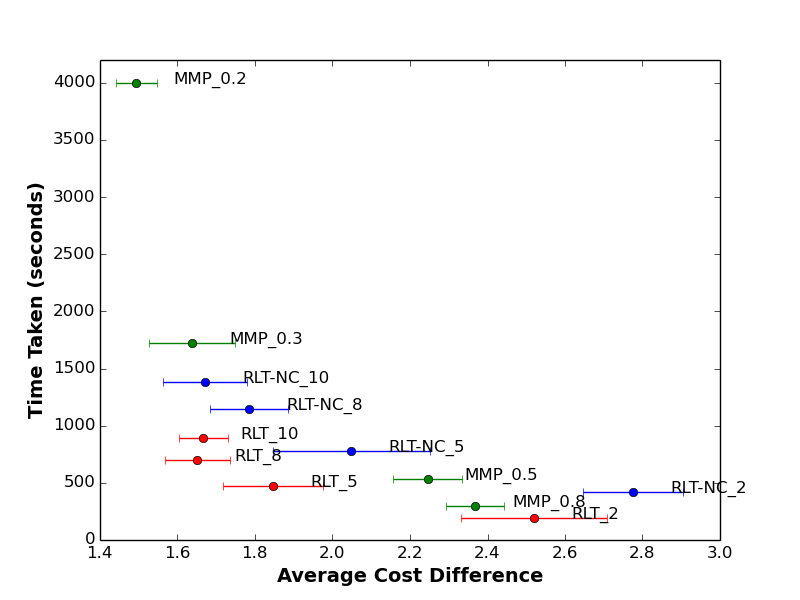 4000
3500
3000
2500
2000
1500
1000
500
0
Time Taken (seconds)
MMP_0.2
MMP_0.3
RLT-NC_10
RLT-NC_8
RLT_10
RLT-NC_5
RLT_8
RLT_5
MMP_0.5
RLT-NC_2
MMP_0.8
RLT_2
1.4 1.6 1.8 2.0 2.2 2.4 2.6 2.8 3.0
Average Cost Difference